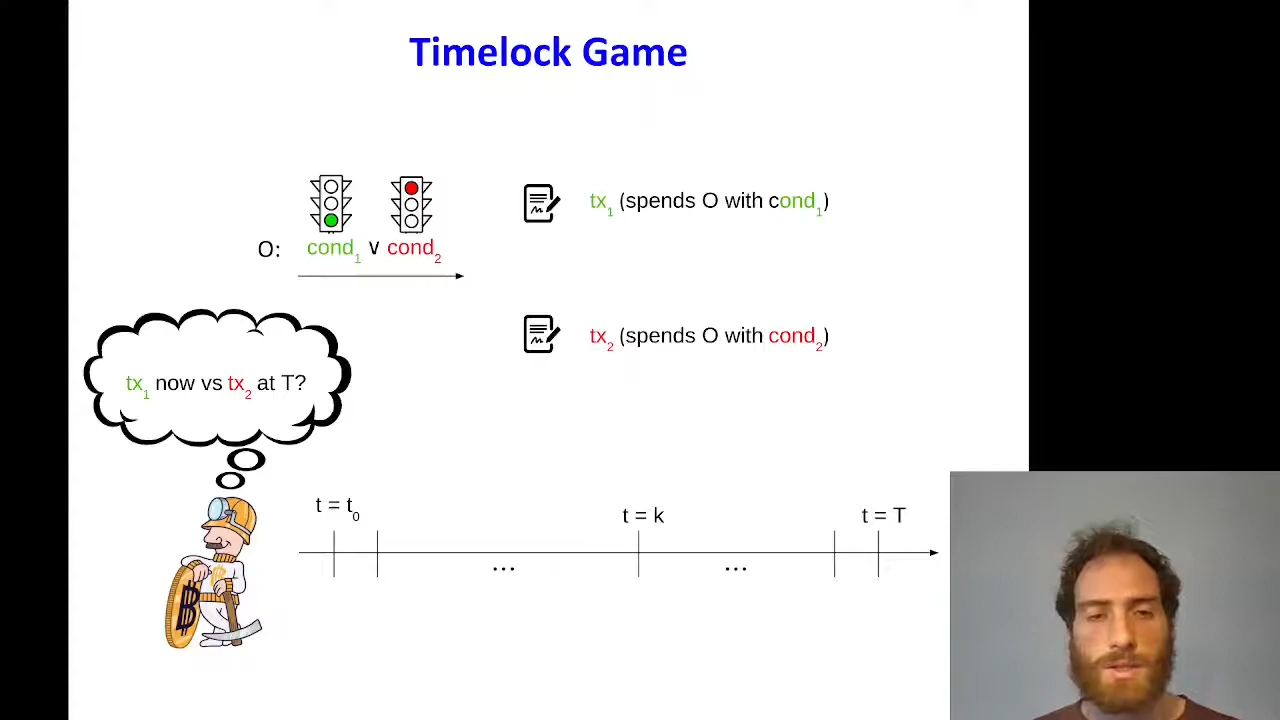 Timelock Game
tx₁ (spends O with cond₁)
O: cond₁ ∨ cond₂
tx₂ (spends O with cond₂)
tx₁ now vs tx₂ at T?
t = t₀
t = k
t = T
... ...
B